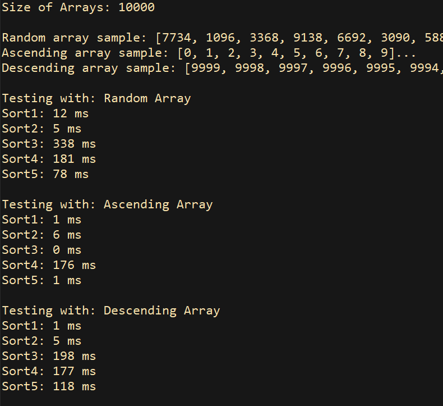 Size of Arrays: 10000
Random array sample: [7734, 1096, 3368, 9138, 6692, 3090, 588
Ascending array sample: [0, 1, 2, 3, 4, 5, 6, 7, 8, 9]...
Descending array sample: [9999, 9998, 9997, 9996, 9995, 9994,
Testing with: Random Array
Sort1: 12 ms
Sort2: 5 ms
Sort3: 338 ms
Sort4: 181 ms
Sort5: 78 ms
Testing with: Ascending Array
Sort1: 1 ms
Sort2: 6 ms
Sort3: 0 ms
Sort4: 176 ms
Sort5: 1 ms
Testing with: Descending Array
Sort1: 1 ms
Sort2: 5 ms
Sort3: 198 ms
Sort4: 177 ms
Sort5: 118 ms